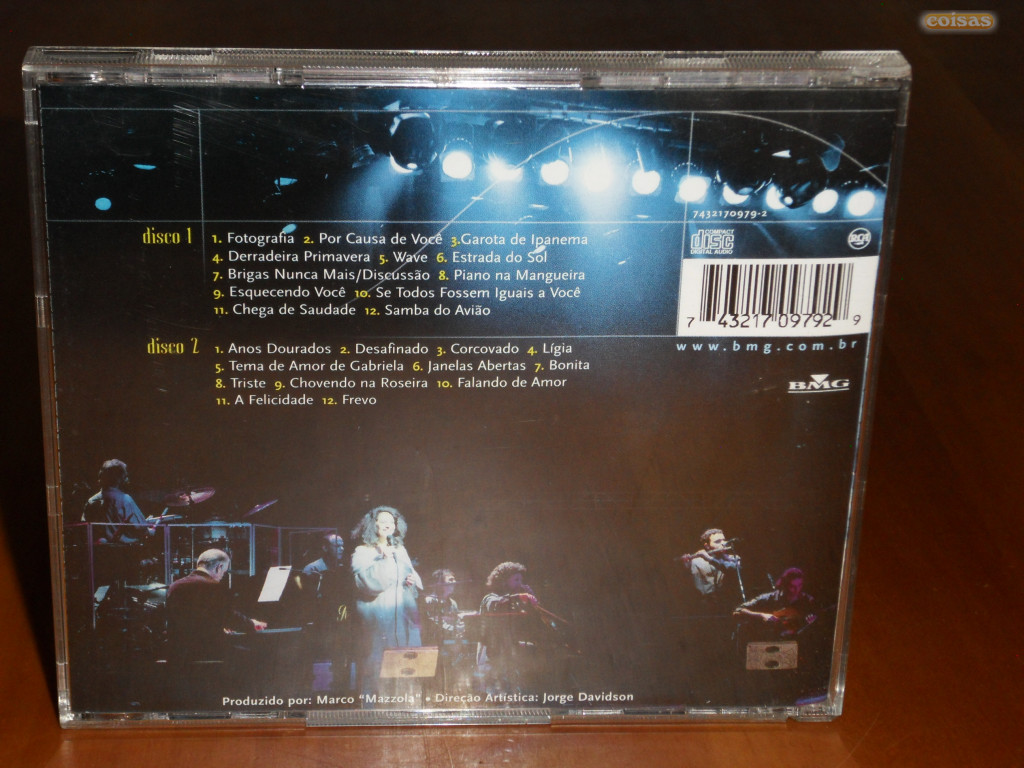 coisas
7432170979-2
COMPACT
disc
DIGITAL AUDIO
disco 1 1. Fotografia 2. Por Causa de Você 3.Garota de Ipanema
4. Derradeira Primavera 5. Wave 6. Estrada do Sol
7. Brigas Nunca Mais/Discussão 8. Piano na Mangueira
9. Esquecendo Você 10. Se Todos Fossem Iguais a Você
11. Chega de Saudade 12. Samba do Avião
7 43217 09792 9
www.bmg.com.br
disco 2 1. Anos Dourados 2. Desafinado 3. Corcovado 4. Lígia
5. Tema de Amor de Gabriela 6. Janelas Abertas 7. Bonita
8. Triste 9. Chovendo na Roseira 10. Falando de Amor
11. A Felicidade 12. Frevo
BMG
Produzido por: Marco "Mazzola" • Direção Artística: Jorge Davidson